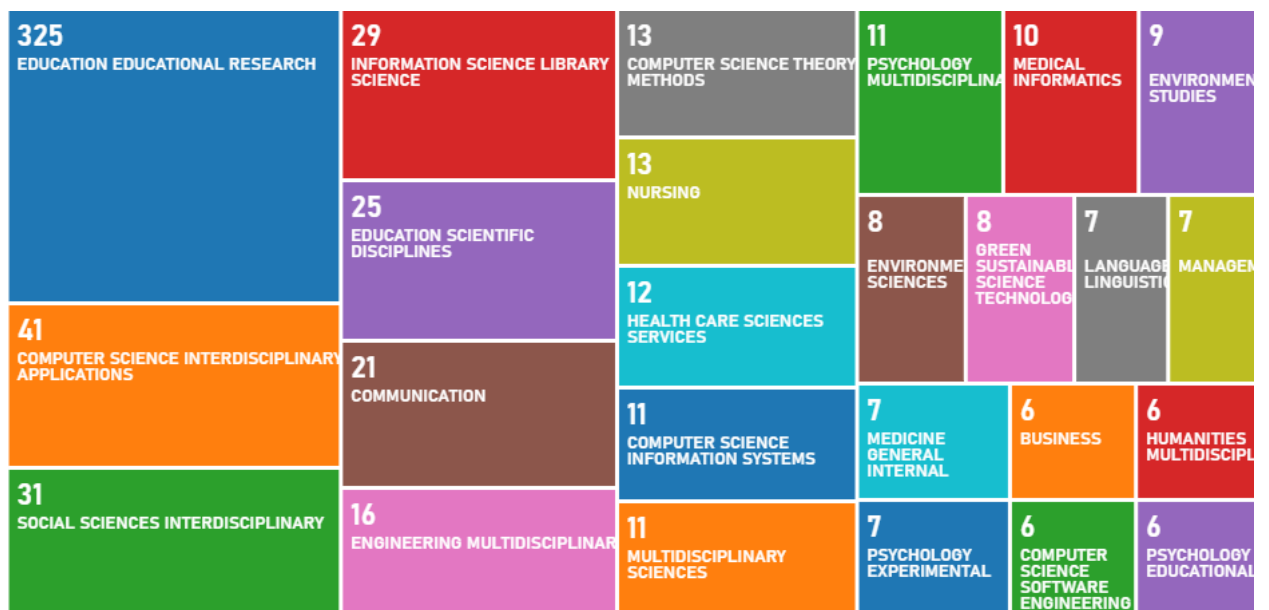 325
EDUCATION EDUCATIONAL RESEARCH
41
COMPUTER SCIENCE INTERDISCIPLINARY
APPLICATIONS
31
SOCIAL SCIENCES INTERDISCIPLINARY
29
INFORMATION SCIENCE LIBRARY
SCIENCE
25
EDUCATION SCIENTIFIC
DISCIPLINES
21
COMMUNICATION
16
ENGINEERING MULTIDISCIPLINAR
13
COMPUTER SCIENCE THEORY
METHODS
13
NURSING
12
HEALTH CARE SCIENCES
SERVICES
11
COMPUTER SCIENCE
INFORMATION SYSTEMS
11
MULTIDISCIPLINARY
SCIENCES
11
PSYCHOLOGY
MULTIDISCIPLINA
10
MEDICAL
INFORMATICS
9
ENVIRONMEN
STUDIES
8
ENVIRONME
SCIENCES
8
GREEN
SUSTAINABL
SCIENCE
TECHNOLOG
7
LANGUAGE
LINGUISTI
7
MANAGEM
7
MEDICINE
GENERAL
INTERNAL
6
BUSINESS
6
HUMANITIES
MULTIDISCIPL
7
PSYCHOLOGY
EXPERIMENTAL
6
COMPUTER
SCIENCE
SOFTWARE
ENGINEERING
6
PSYCHOLOGY
EDUCATIONAL